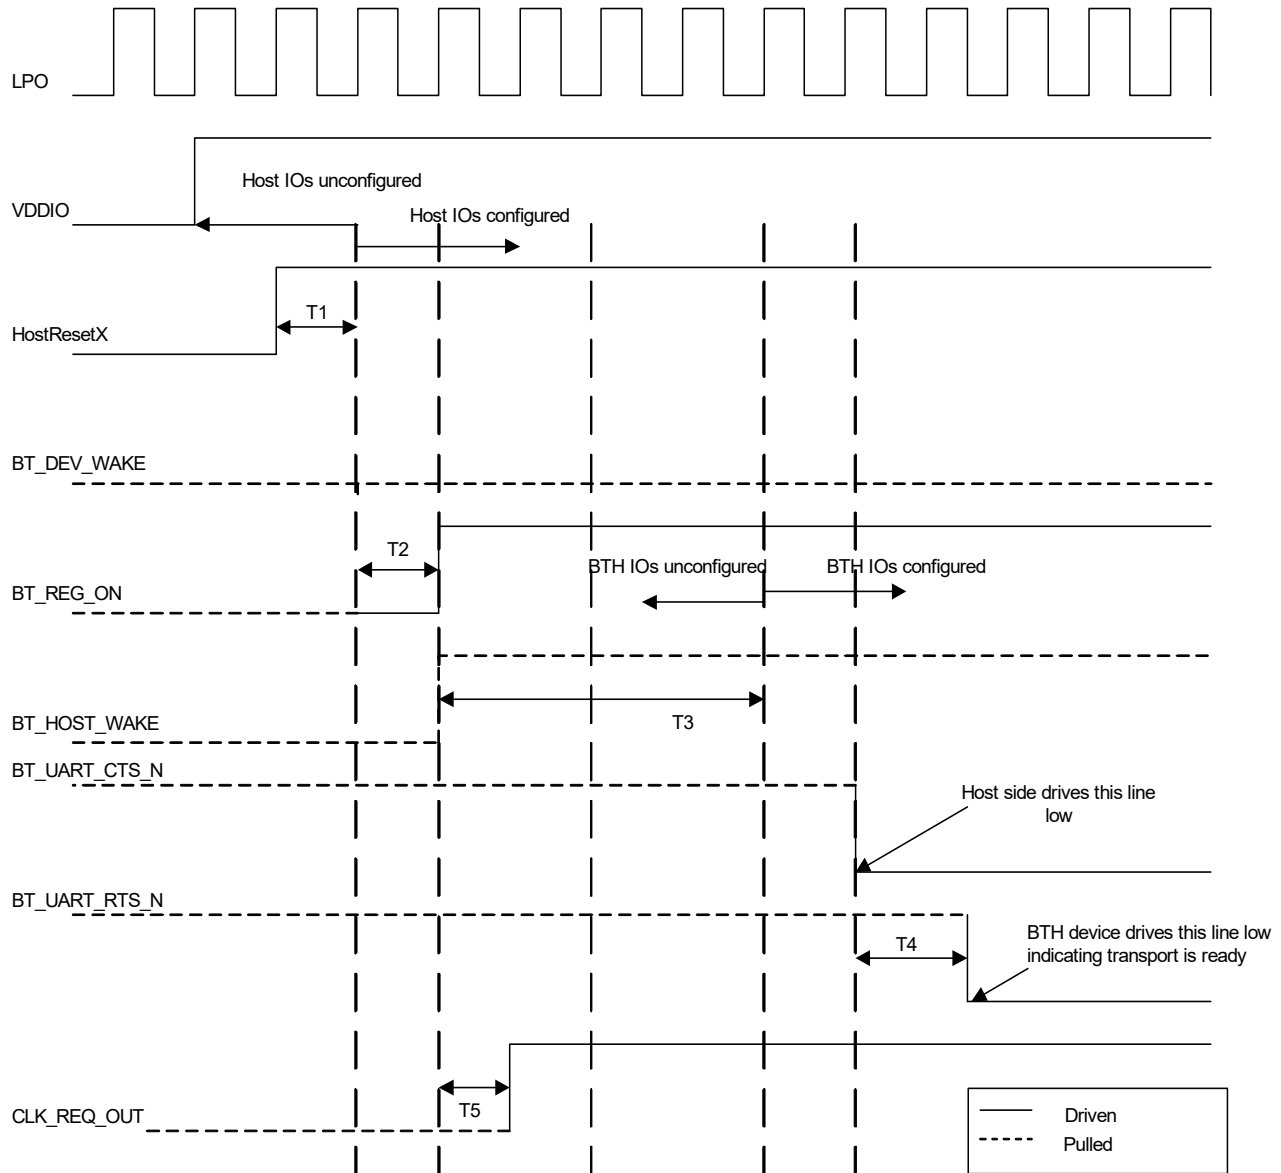 LPO
Host IOs unconfigured
VDDIO
Host IOs configured
T1
HostResetX
BT_DEV_WAKE
T2
BTH IOs unconfigured
BTH IOs configured
BT_REG_ON
T3
BT_HOST_WAKE
BT_UART_CTS_N
Host side drives this line
low
BT_UART_RTS_N
T4
BTH device drives this line low
indicating transport is ready
T5
CLK_REQ_OUT
Driven
Pulled